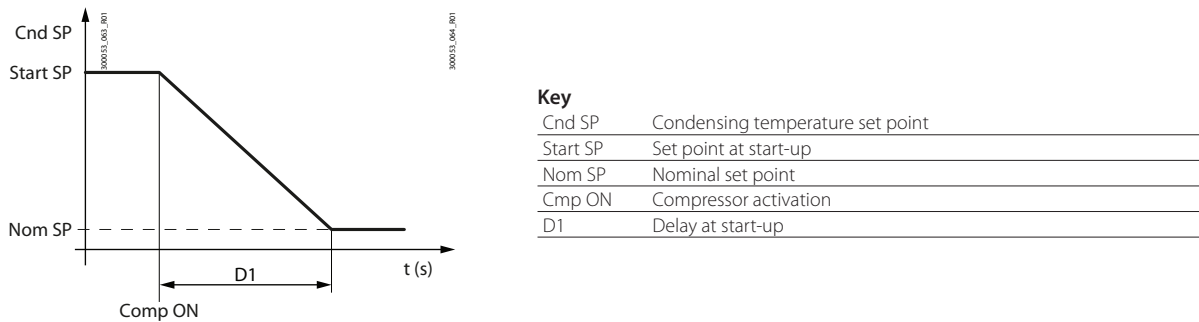 Cnd SP
Start SP
Nom SP
300053_063_R01
300053_064_R01
D1
t (s)
Comp ON
Key
Cnd SP Condensing temperature set point
Start SP Set point at start-up
Nom SP Nominal set point
Cmp ON Compressor activation
D1 Delay at start-up